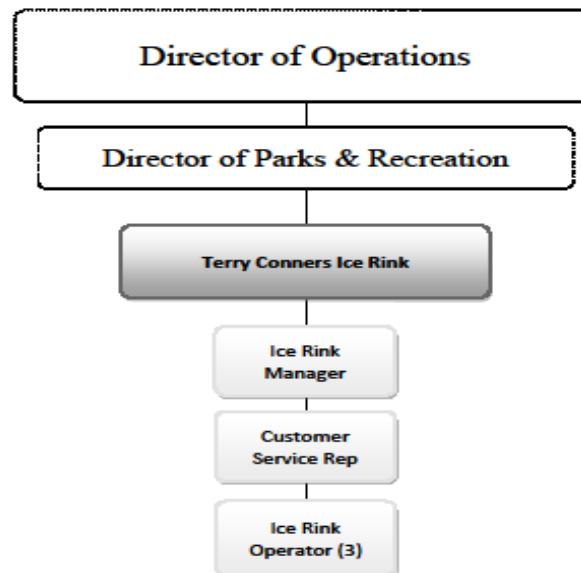 Director of Operations
Director of Parks & Recreation
Terry Conners Ice Rink
Ice Rink
Manager
Customer
Service Rep
Ice Rink
Operator (3)